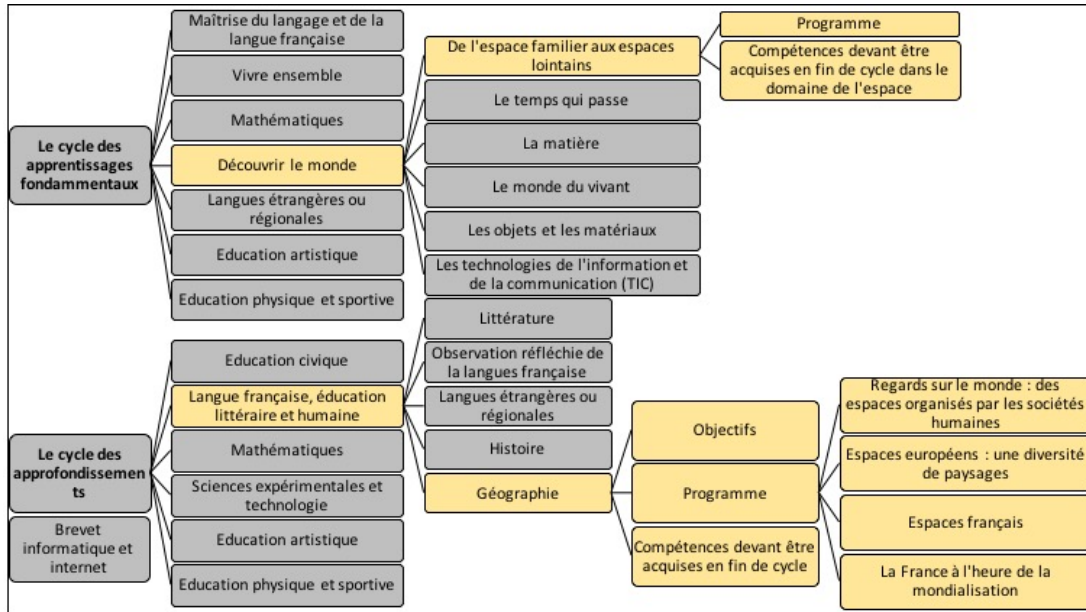 Le cycle des
apprentissages
fondammentaux
Maîtrise du langage et de la
langue française
Vivre ensemble
Mathématiques
Découvrir le monde
Langues étrangères ou
régionales
Education artistique
Education physique et sportive
De l'espace familier aux espaces
lointains
Le temps qui passe
La matière
Le monde du vivant
Les objets et les matériaux
Les technologies de l'information et
de la communication (TIC)
Programme
Compétences devant être
acquises en fin de cycle dans le
domaine de l'espace
Le cycle des
approfondissemen
ts
Brevet
informatique et
internet
Education civique
Langue française, éducation
littéraire et humaine
Mathématiques
Sciences expérimentales et
technologie
Education artistique
Education physique et sportive
Littérature
Observation réfléchie de
la langues française
Langues étrangères ou
régionales
Histoire
Géographie
Objectifs
Programme
Compétences devant être
acquises en fin de cycle
Regards sur le monde : des
espaces organisés par les sociétés
humaines
Espaces européens : une diversité
de paysages
Espaces français
La France à l'heure de la
mondialisation